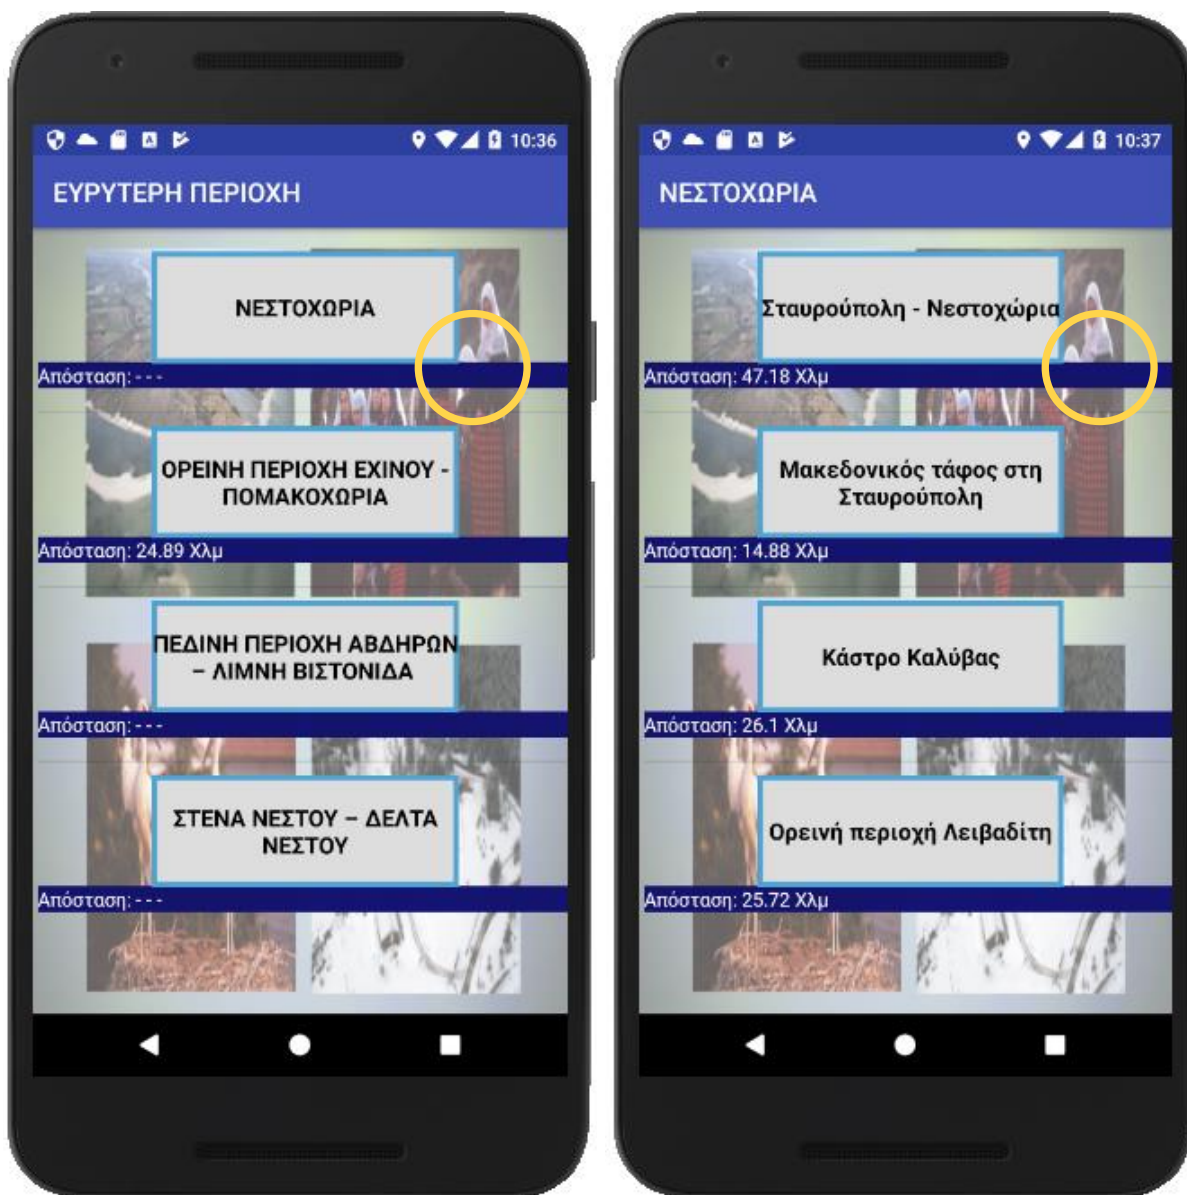 10:36
ΕΥΡΥΤΕΡΗ ΠΕΡΙΟΧΗ
ΝΕΣΤΟΧΩΡΙΑ
Απόσταση: - - -
ΟΡΕΙΝΗ ΠΕΡΙΟΧΗ ΕΧΙΝΟΥ -
ΠΟΜΑΚΟΧΩΡΙΑ
Απόσταση: 24.89 Χλμ
ΠΕΔΙΝΗ ΠΕΡΙΟΧΗ ΑΒΔΗΡΩΝ
– ΛΙΜΝΗ ΒΙΣΤΟΝΙΔΑ
Απόσταση: - - -
ΣΤΕΝΑ ΝΕΣΤΟΥ – ΔΕΛΤΑ
ΝΕΣΤΟΥ
Απόσταση: - - -
10:37
ΝΕΣΤΟΧΩΡΙΑ
Σταυρούπολη - Νεστοχώρια
Απόσταση: 47.18 Χλμ
Μακεδονικός τάφος στη
Σταυρούπολη
Απόσταση: 14.88 Χλμ
Κάστρο Καλύβας
Απόσταση: 26.1 Χλμ
Ορεινή περιοχή Λειβαδίτη
Απόσταση: 25.72 Χλμ